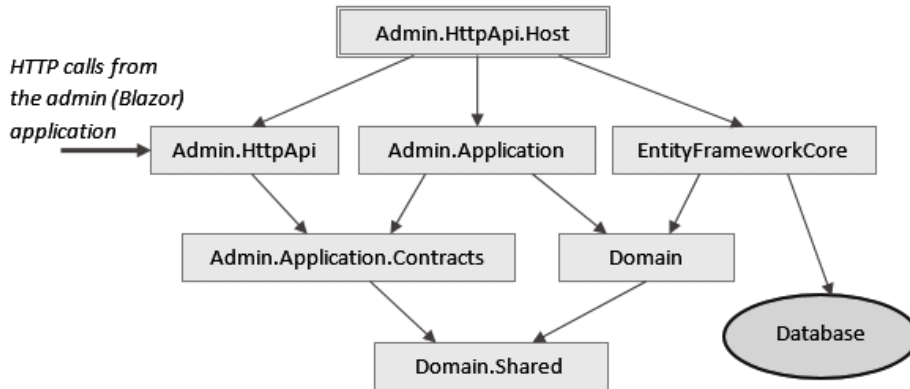 Admin.HttpApi.Host
HTTP calls from
the admin (Blazor)
application
Admin.HttpApi
Admin.Application
EntityFrameworkCore
Admin.Application.Contracts
Domain
Database
Domain.Shared